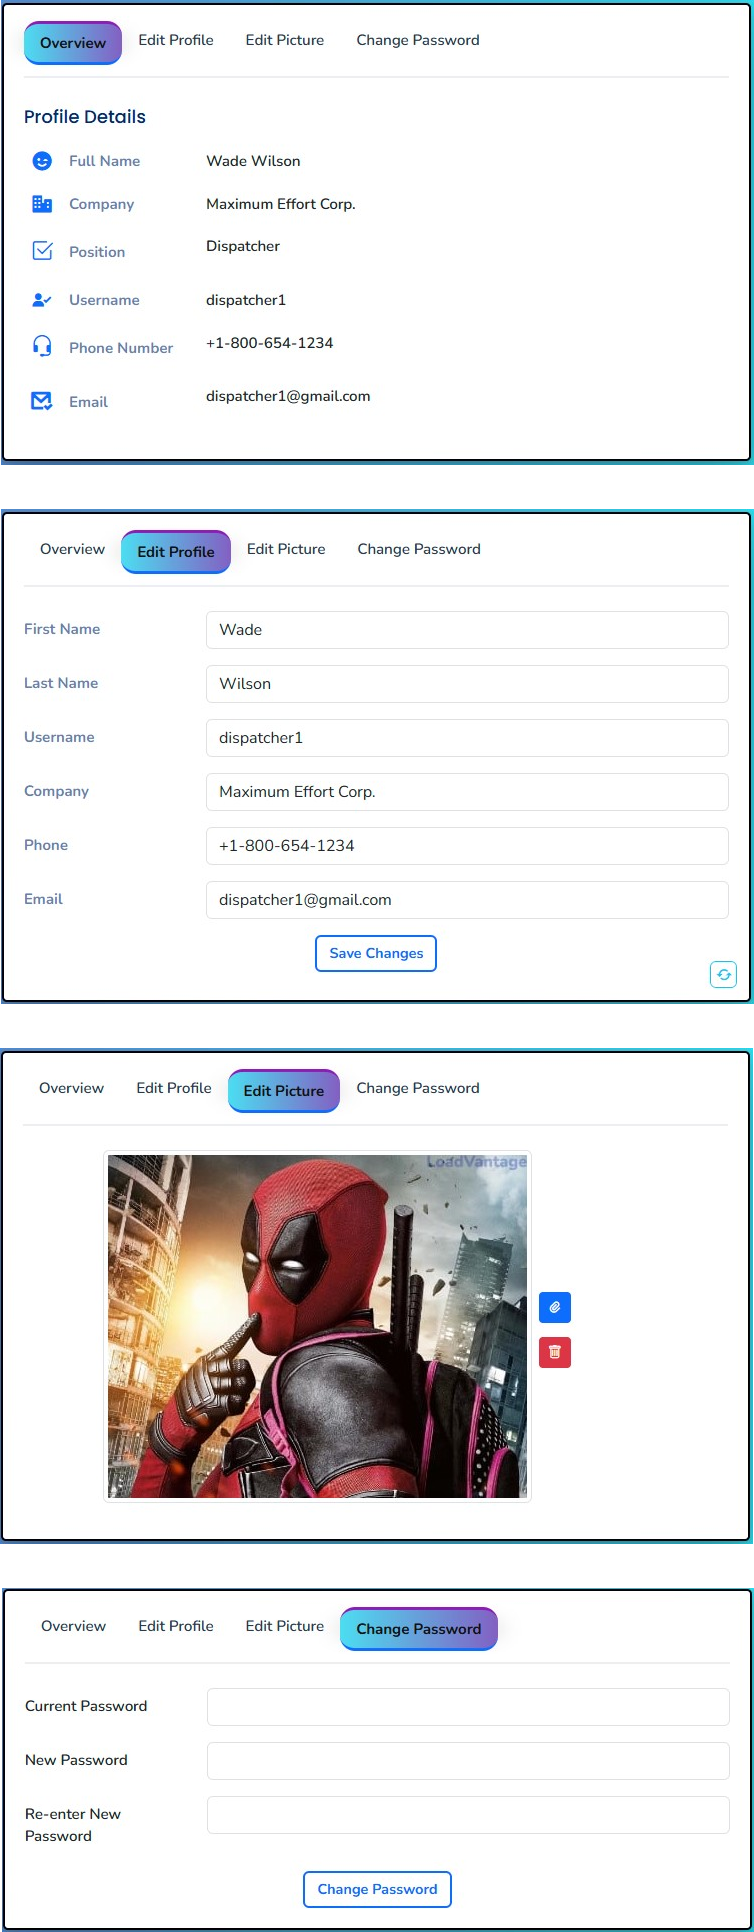 Overview Edit Profile Edit Picture Change Password
Profile Details
Full Name Wade Wilson
Company Maximum Effort Corp.
Position Dispatcher
Username dispatcher1
Phone Number +1-800-654-1234
Email dispatcher1@gmail.com
Overview Edit Profile Edit Picture Change Password
First Name Wade
Last Name Wilson
Username dispatcher1
Company Maximum Effort Corp.
Phone +1-800-654-1234
Email dispatcher1@gmail.com
Save Changes
Overview Edit Profile Edit Picture Change Password
LoadVantage
Overview Edit Profile Edit Picture Change Password
Current Password
New Password
Re-enter New
Password
Change Password